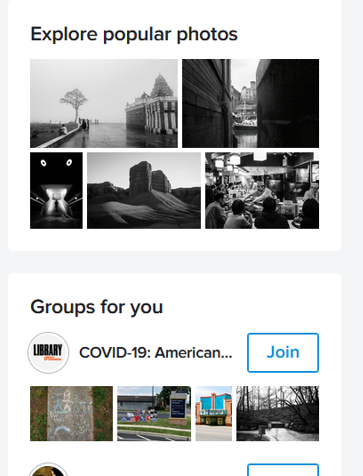 Explore popular photos
Groups for you
LIBRARY
COVID-19: American...
Join